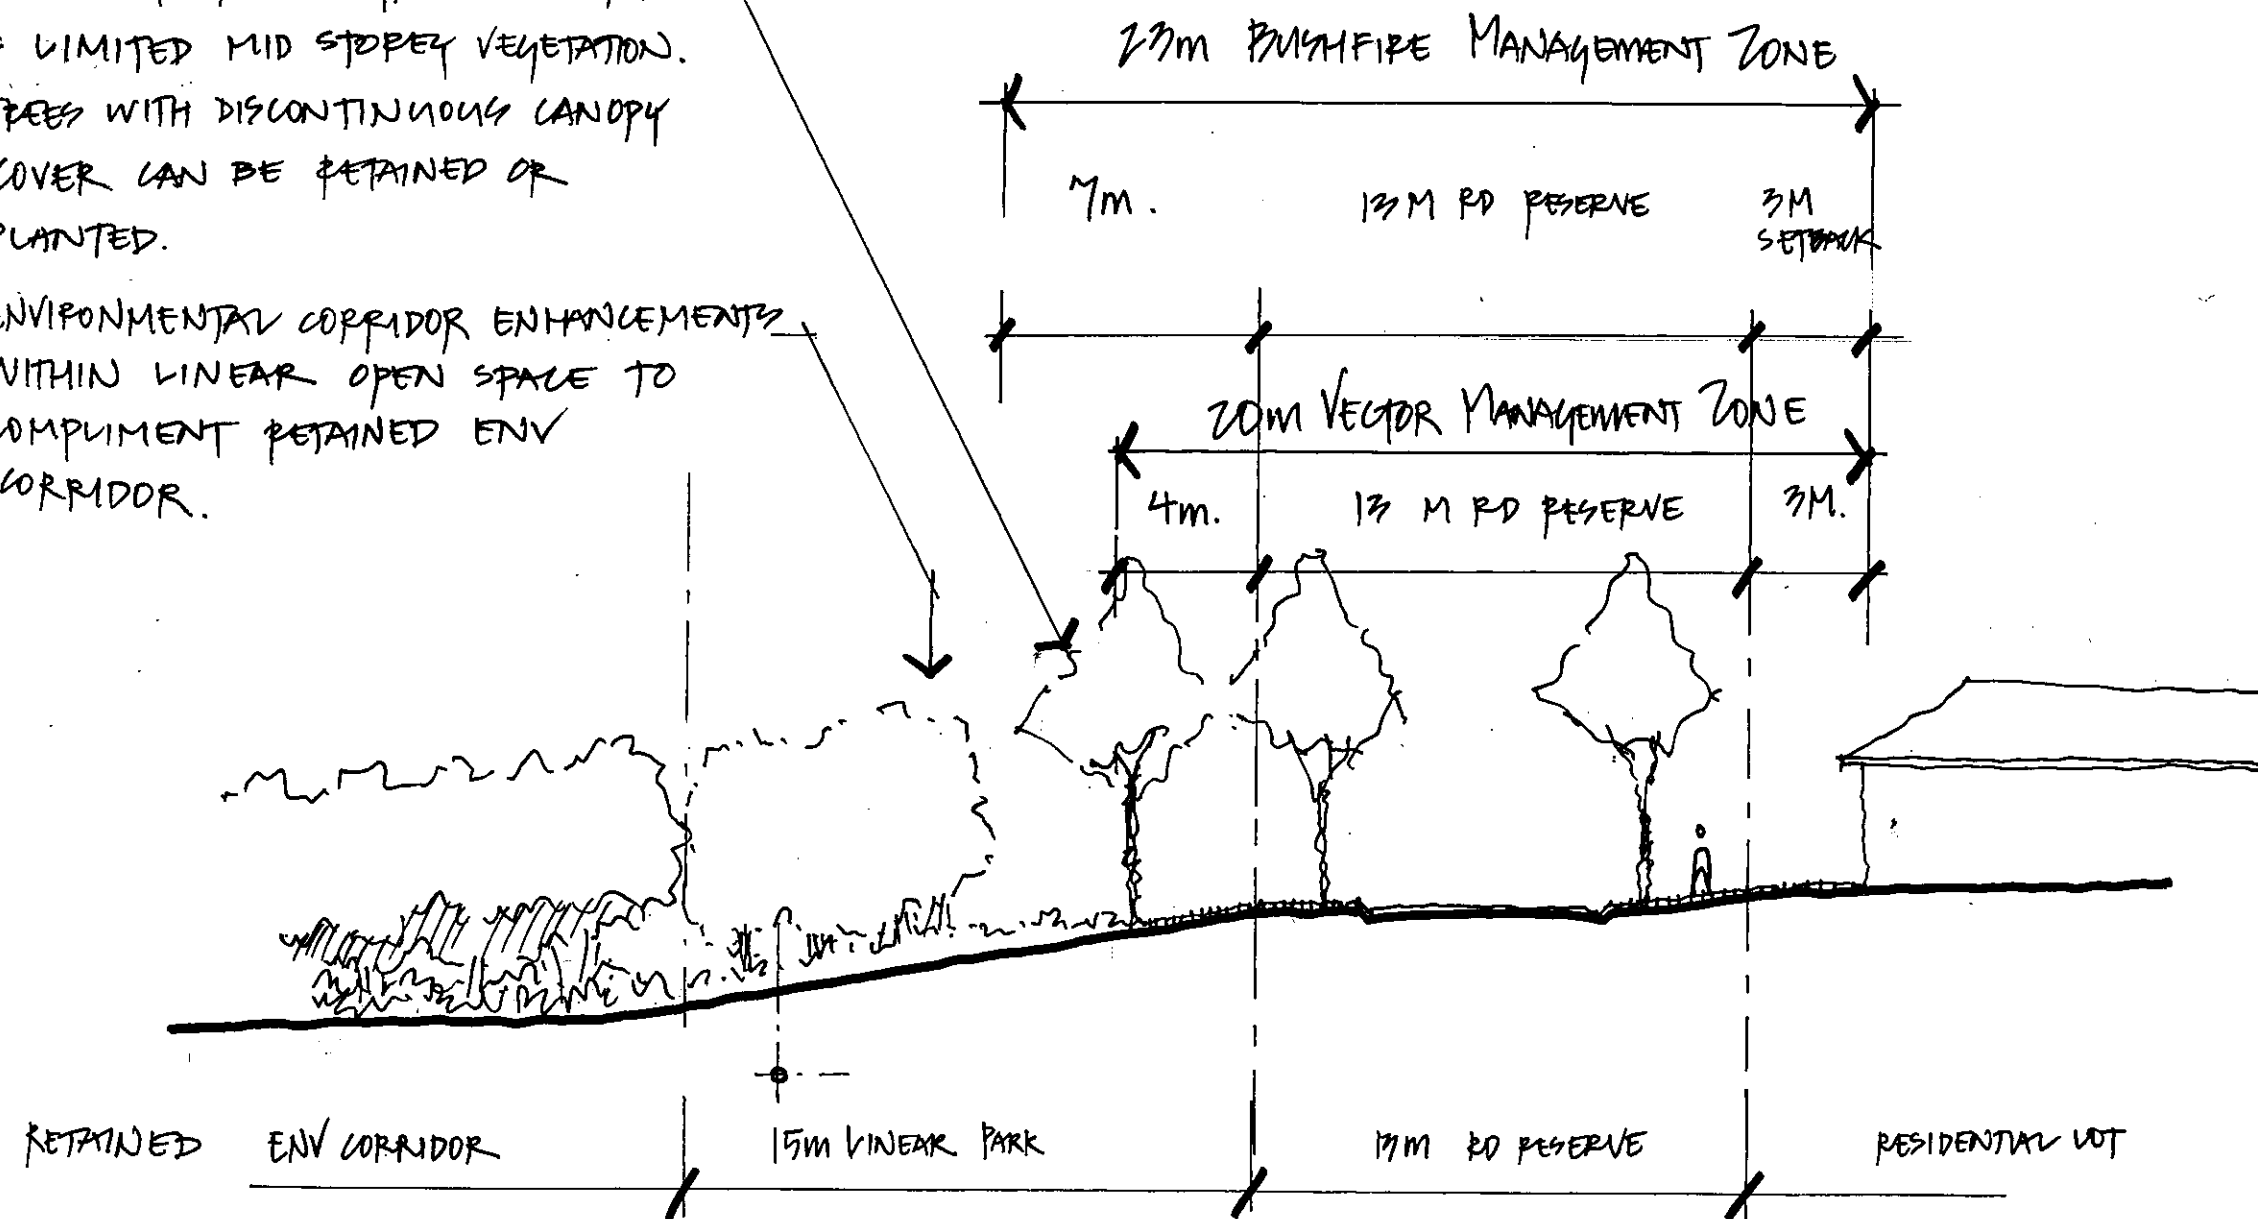 LIMITED MID STOREY VEGETATION.
TREES WITH DISCONTINUOUS CANOPY
COVER CAN BE RETAINED OR
PLANTED.
ENVIRONMENTAL CORRIDOR ENHANCEMENTS
WITHIN LINEAR OPEN SPACE TO
COMPLIMENT RETAINED ENV
CORRIDOR.
23m BUSHFIRE MANAGEMENT ZONE
7m.
13 M RD RESERVE
3M
SETBACK
20m VECTOR MANAGEMENT ZONE
4m.
13 M RD RESERVE
3M.
RETAINED ENV CORRIDOR
15m LINEAR PARK
13m RD RESERVE
RESIDENTIAL LOT